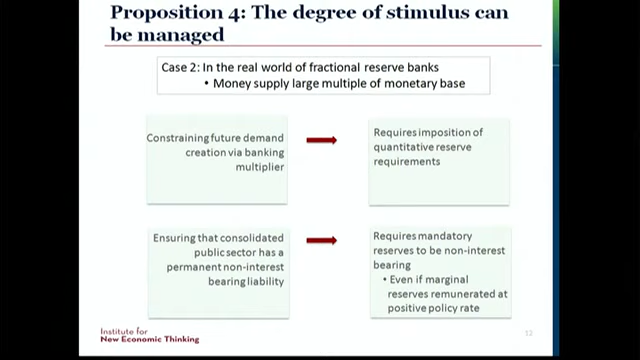 Proposition 4: The degree of stimulus can
be managed
Case 2: In the real world of fractional reserve banks
• Money supply large multiple of monetary base
Constraining future demand
creation via banking
multiplier
Requires imposition of
quantitative reserve
requirements
Ensuring that consolidated
public sector has a
permanent non-interest
bearing liability
Requires mandatory
reserves to be non-interest
bearing
• Even if marginal
reserves remunerated at
positive policy rate
Institute for
New Economic Thinking
12